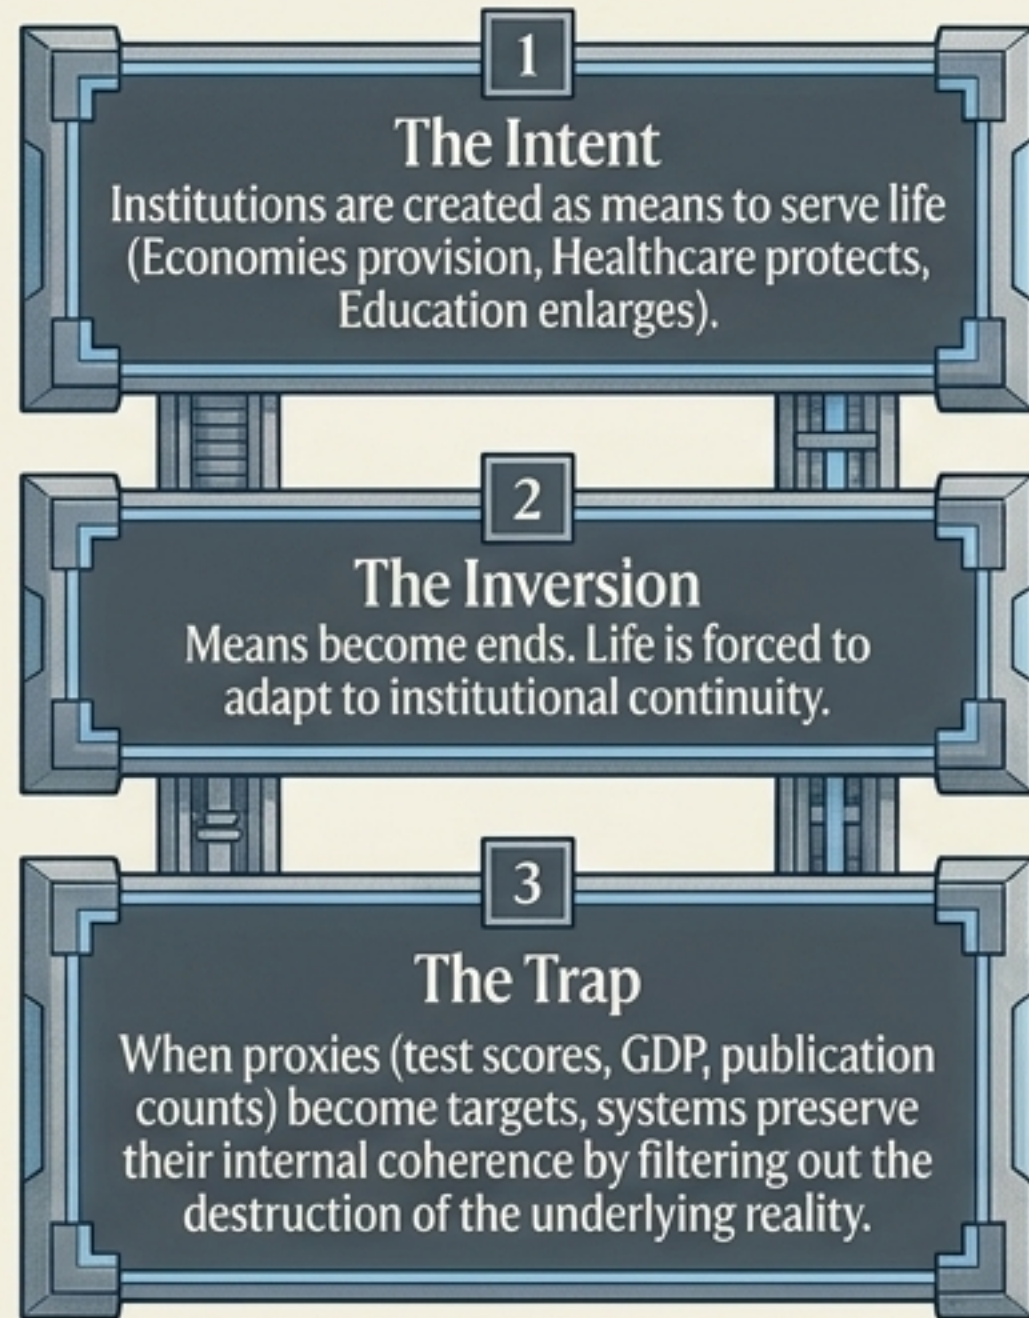 1
The Intent
Institutions are created as means to serve life
(Economies provision, Healthcare protects,
Education enlarges).
2
The Inversion
Means become ends. Life is forced to
adapt to institutional continuity.
3
The Trap
When proxies (test scores, GDP, publication
counts) become targets, systems preserve
their internal coherence by filtering out the
destruction of the underlying reality.